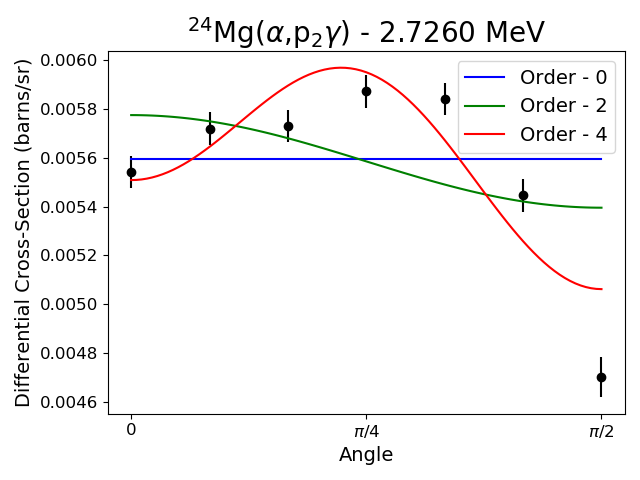 ²⁴Mg(α,p₂γ) - 2.7260 MeV
Differential Cross-Section (barns/sr)
0.0060
0.0058
0.0056
0.0054
0.0052
0.0050
0.0048
0.0046
Order - 0
Order - 2
Order - 4
0
π/4
π/2
Angle